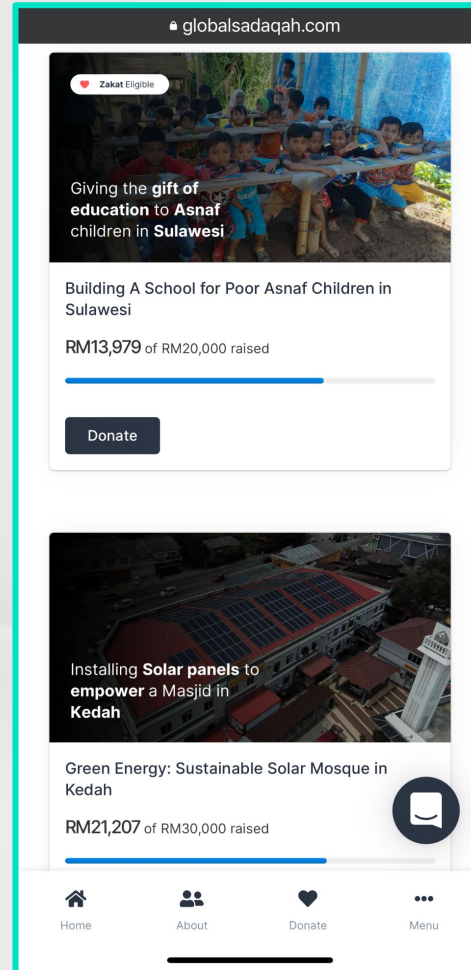 globalsadaqah.com
Zakat Eligible
Giving the gift of
education to Asnaf
children in Sulawesi
Building A School for Poor Asnaf Children in
Sulawesi
RM13,979 of RM20,000 raised
Donate
Installing Solar panels to
empower a Masjid in
Kedah
Green Energy: Sustainable Solar Mosque in
Kedah
RM21,207 of RM30,000 raised
Home About Donate Menu